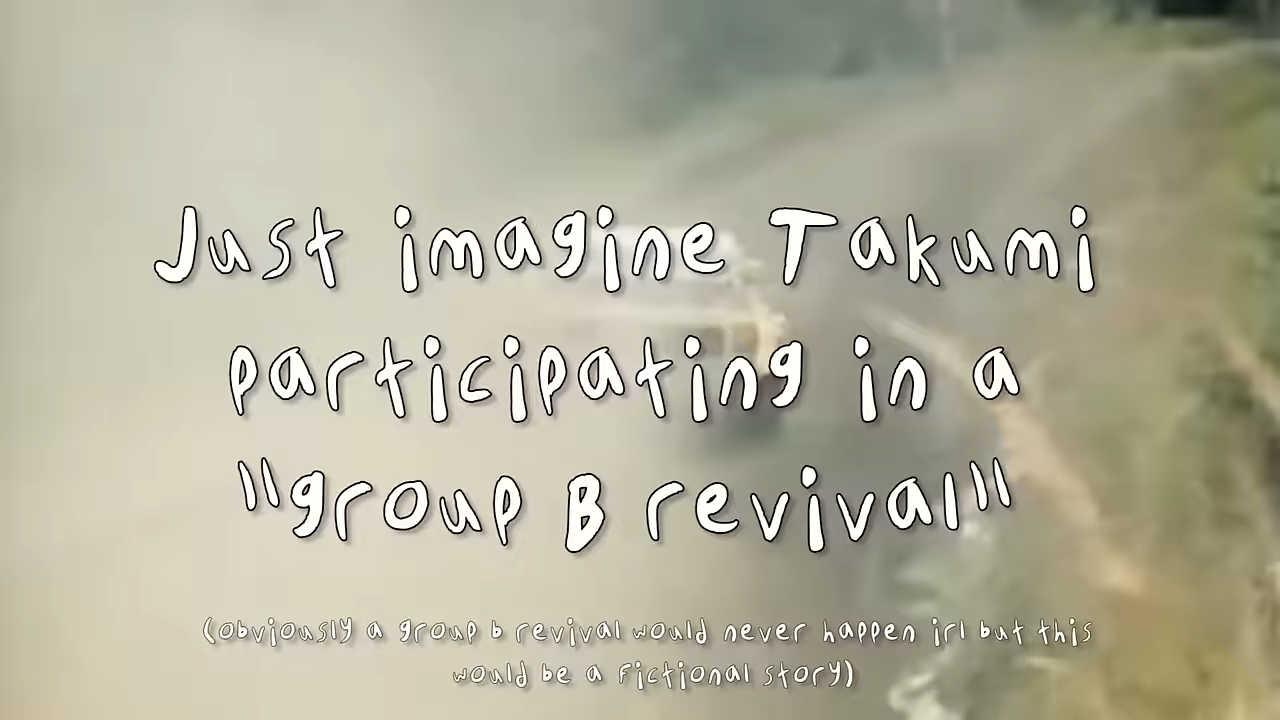 Just imagine Takumi
participating in a
"group B revival"
(obviously a group b revival would never happen irl but this
would be a fictional story)